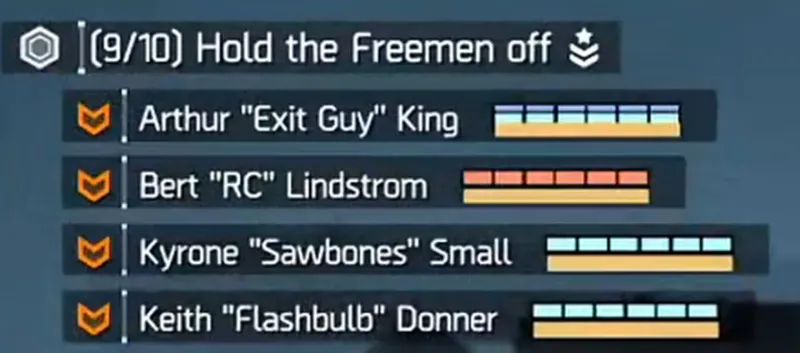 (9/10) Hold the Freemen off
Arthur "Exit Guy" King
Bert "RC" Lindstrom
Kyrone "Sawbones" Small
Keith "Flashbulb" Donner